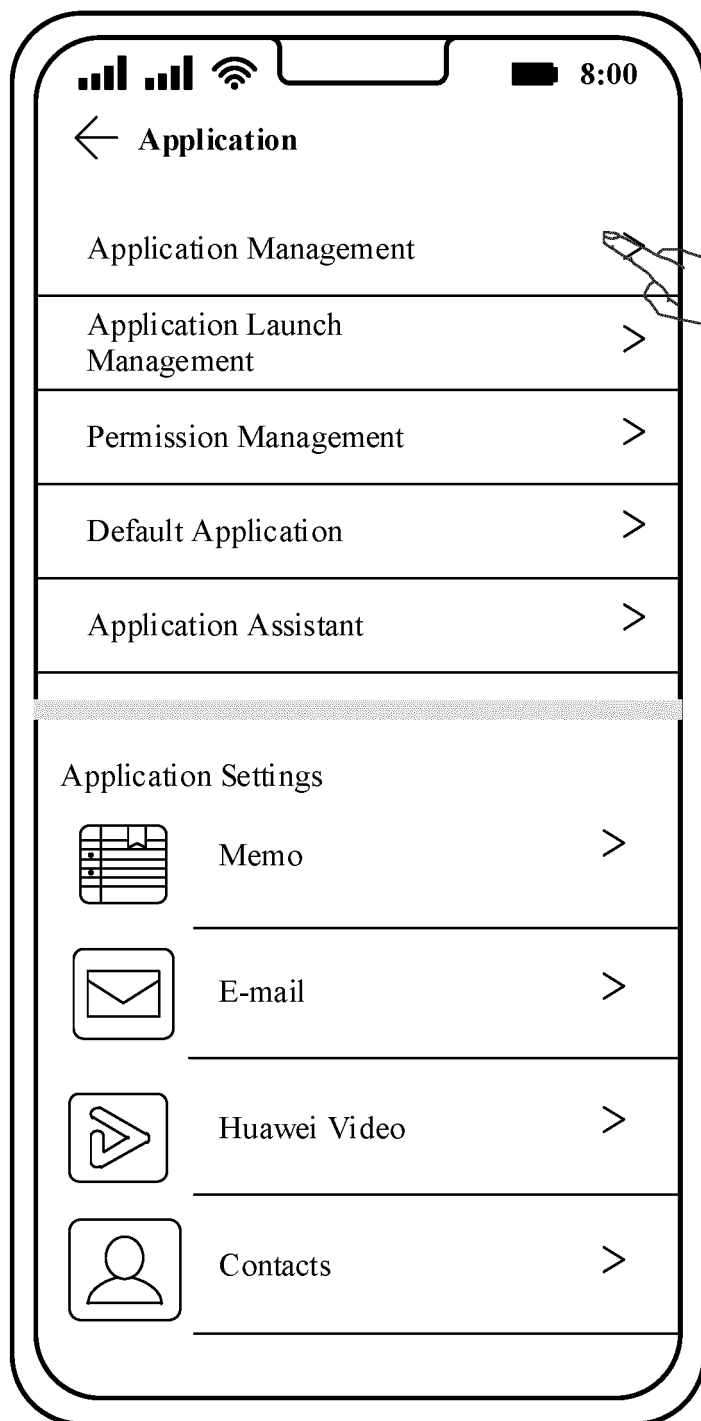 8:00
Application
Application Management
Application Launch
Management
Permission Management
Default Application
Application Assistant
Application Settings
Memo
E-mail
Huawei Video
Contacts